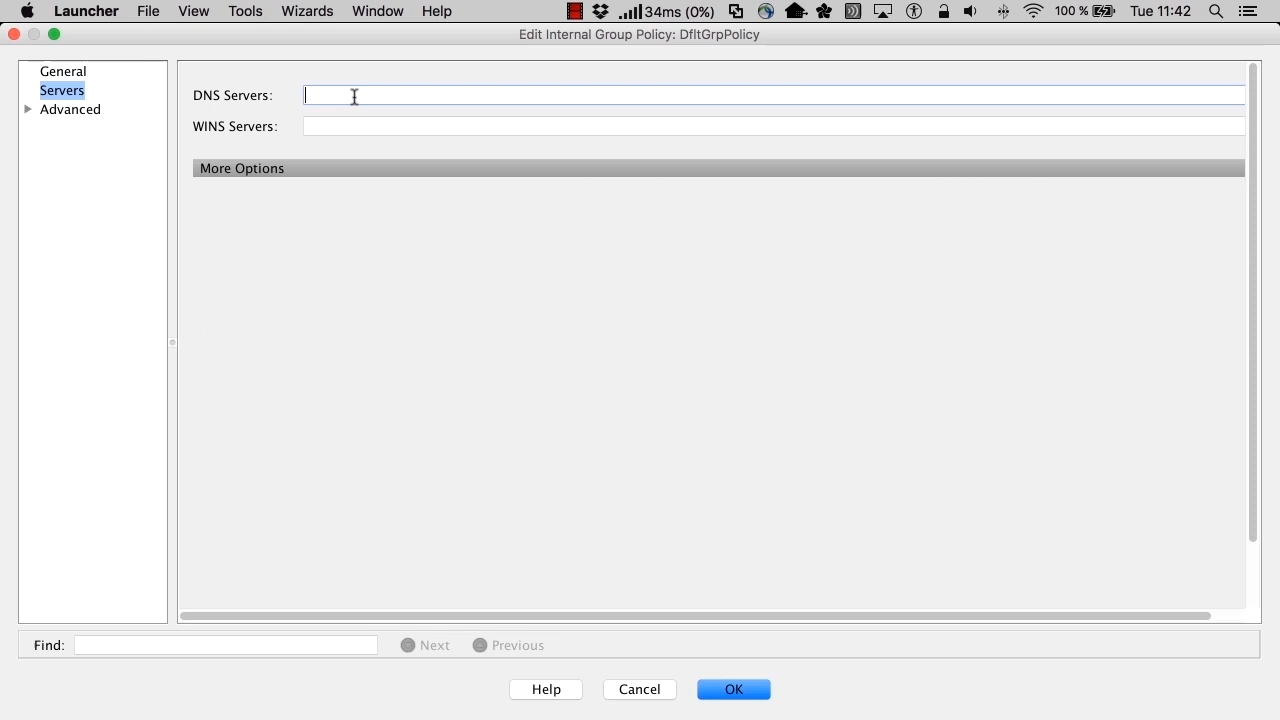 Launcher File View Tools Wizards Window Help 34ms (0%) 100 % Tue 11:42
Edit Internal Group Policy: DfltGrpPolicy
General
Servers
Advanced
DNS Servers:
WINS Servers:
More Options
Find: Next Previous
Help Cancel OK